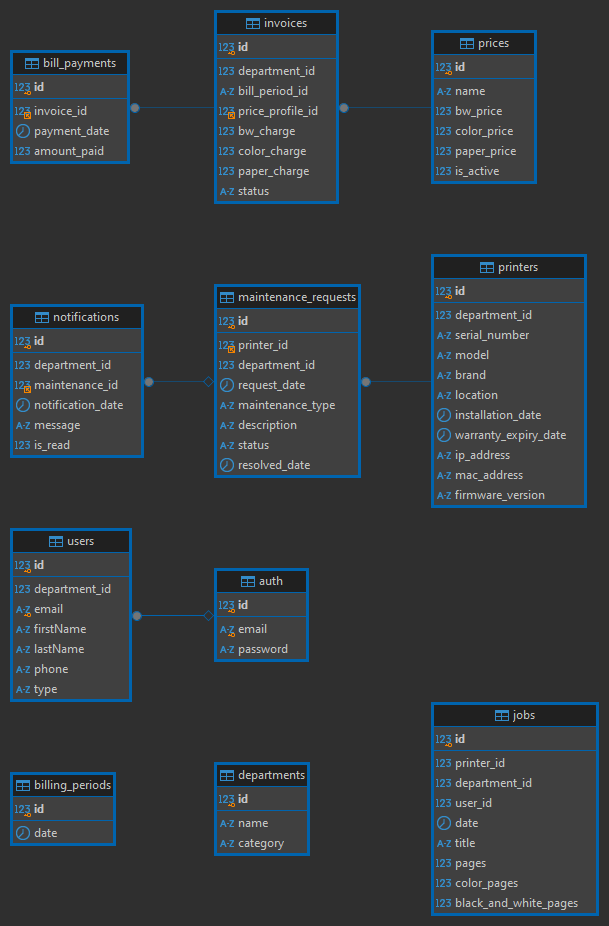 bill_payments
123 id
123 invoice_id
payment_date
123 amount_paid
invoices
123 id
123 department_id
A-Z bill_period_id
123 price_profile_id
123 bw_charge
123 color_charge
123 paper_charge
A-Z status
prices
123 id
A-Z name
123 bw_price
123 color_price
123 paper_price
123 is_active
notifications
123 id
123 department_id
123 maintenance_id
notification_date
A-Z message
123 is_read
maintenance_requests
123 id
123 printer_id
123 department_id
request_date
A-Z maintenance_type
A-Z description
A-Z status
resolved_date
printers
123 id
123 department_id
A-Z serial_number
A-Z model
A-Z brand
A-Z location
installation_date
warranty_expiry_date
A-Z ip_address
A-Z mac_address
A-Z firmware_version
users
123 id
123 department_id
A-Z email
A-Z firstName
A-Z lastName
A-Z phone
A-Z type
auth
123 id
A-Z email
A-Z password
billing_periods
123 id
date
departments
123 id
A-Z name
A-Z category
jobs
123 id
123 printer_id
123 department_id
123 user_id
date
A-Z title
123 pages
123 color_pages
123 black_and_white_pages